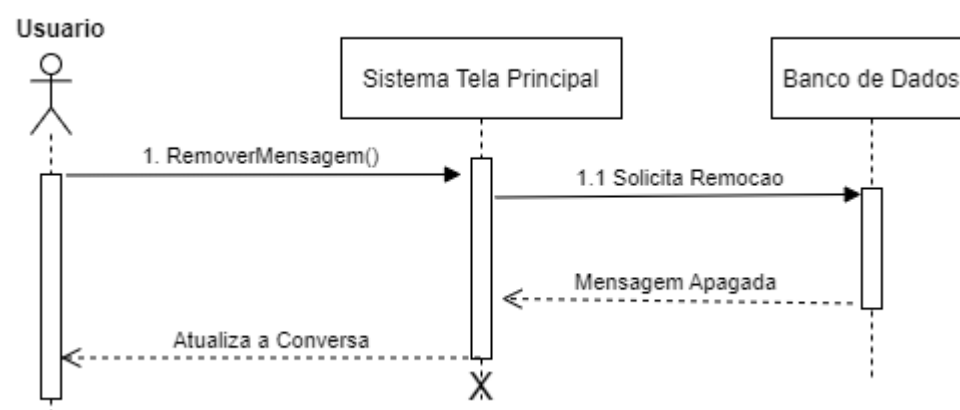 Usuario
Sistema Tela Principal
Banco de Dados
1. RemoverMensagem()
1.1 Solicita Remocao
Mensagem Apagada
Atualiza a Conversa
X